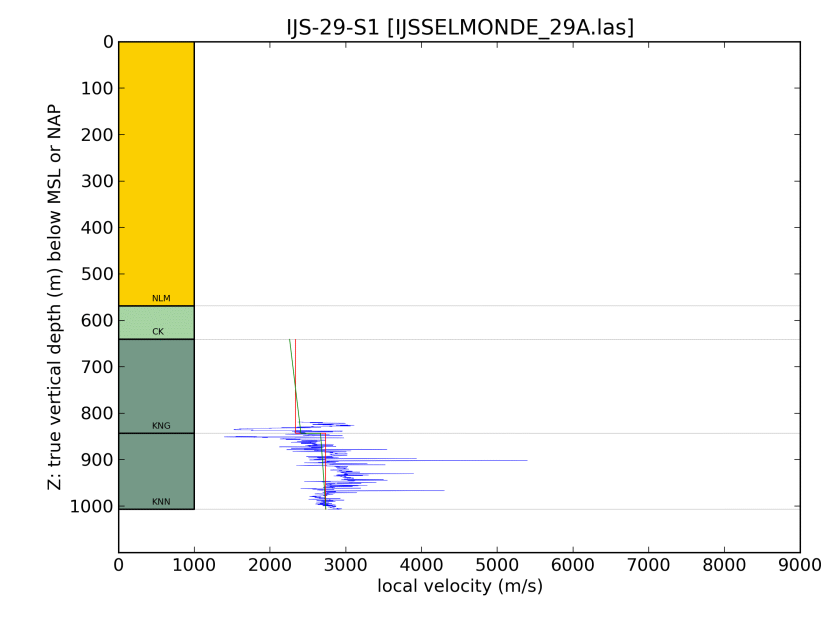 IJS-29-S1 [IJSSELMONDE_29A.las]
Z: true vertical depth (m) below MSL or NAP
0
100
200
300
400
500
600
700
800
900
1000
NLM
CK
KNG
KNN
0 1000 2000 3000 4000 5000 6000 7000 8000 9000
local velocity (m/s)